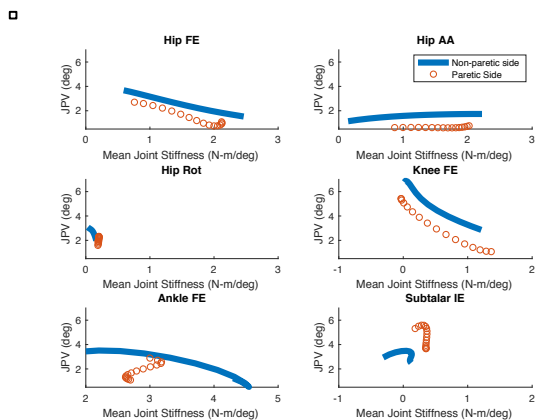 Hip FE
JPV (deg)
6
4
2
0 1 2 3
Mean Joint Stiffness (N-m/deg)
Hip AA
Non-paretic side
Paretic Side
JPV (deg)
6
4
2
0 1 2 3
Mean Joint Stiffness (N-m/deg)
Hip Rot
JPV (deg)
6
4
2
0 1 2 3
Mean Joint Stiffness (N-m/deg)
Knee FE
JPV (deg)
6
4
2
-1 0 1 2
Mean Joint Stiffness (N-m/deg)
Ankle FE
JPV (deg)
6
4
2
2 3 4 5
Mean Joint Stiffness (N-m/deg)
Subtalar IE
JPV (deg)
6
4
2
-1 0 1 2
Mean Joint Stiffness (N-m/deg)